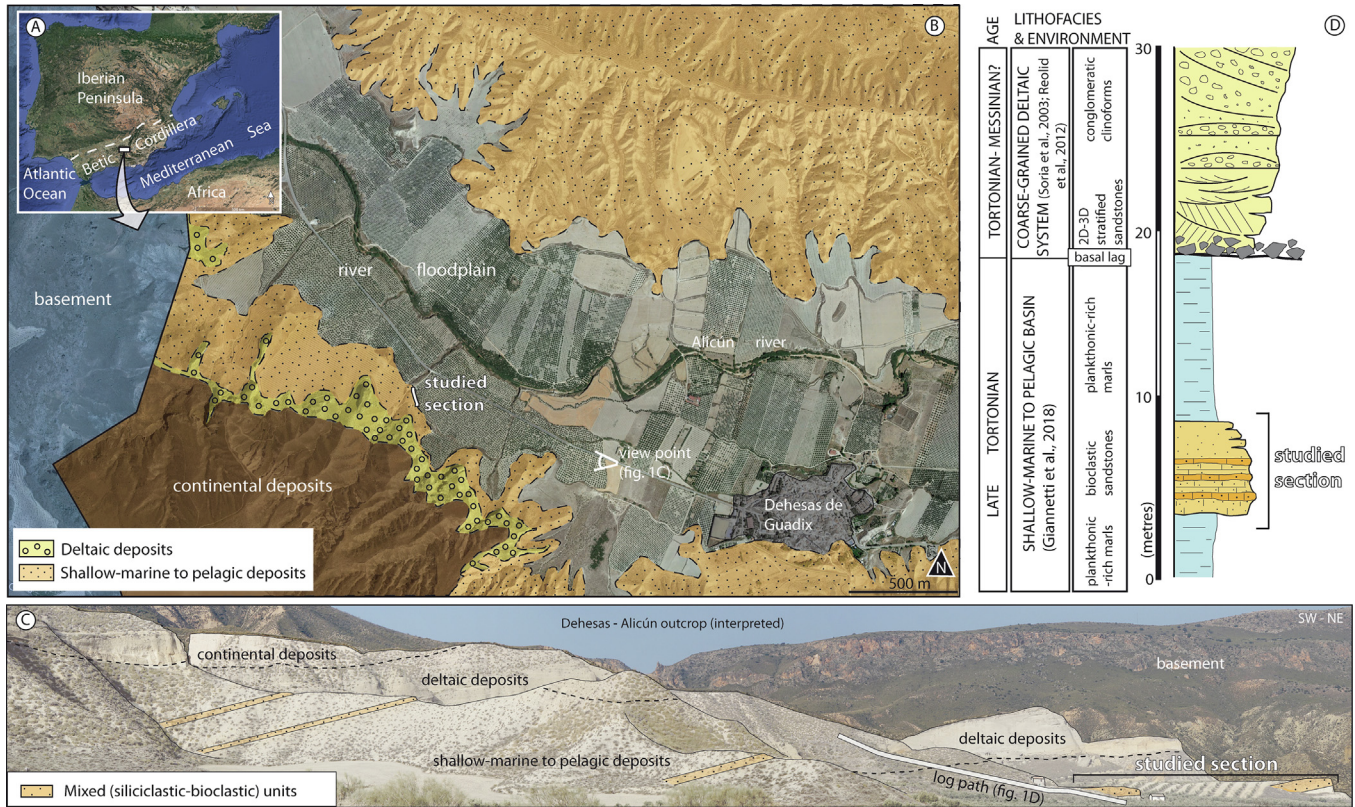 A
Iberian
Peninsula
Betic Cordillera
Mediterranean Sea
Atlantic
Ocean
Africa
B
basement
river
floodplain
Alicún river
studied
section
view point
(fig. 1C)
continental deposits
Dehesas de
Guadix
Deltaic deposits
Shallow-marine to pelagic deposits
N
500 m
D
AGE
LITHOFACIES
& ENVIRONMENT
TORTONIAN- MESSINIAN?
COARSE-GRAINED DELTAIC
SYSTEM (Soria et al., 2003; Reolid
et al., 2012)
conglomeratic
clinoforms
2D-3D
stratified
sandstones
basal lag
LATE TORTONIAN
SHALLOW-MARINE TO PELAGIC BASIN
(Giannetti et al., 2018)
plankthonic-rich
marls
bioclastic
sandstones
plankthonic
-rich marls
30
20
10
0
(metres)
studied
section
C
Dehesas - Alicún outcrop (interpreted)
SW - NE
continental deposits
deltaic deposits
basement
shallow-marine to pelagic deposits
deltaic deposits
log path (fig. 1D)
studied section
Mixed (siliciclastic-bioclastic) units